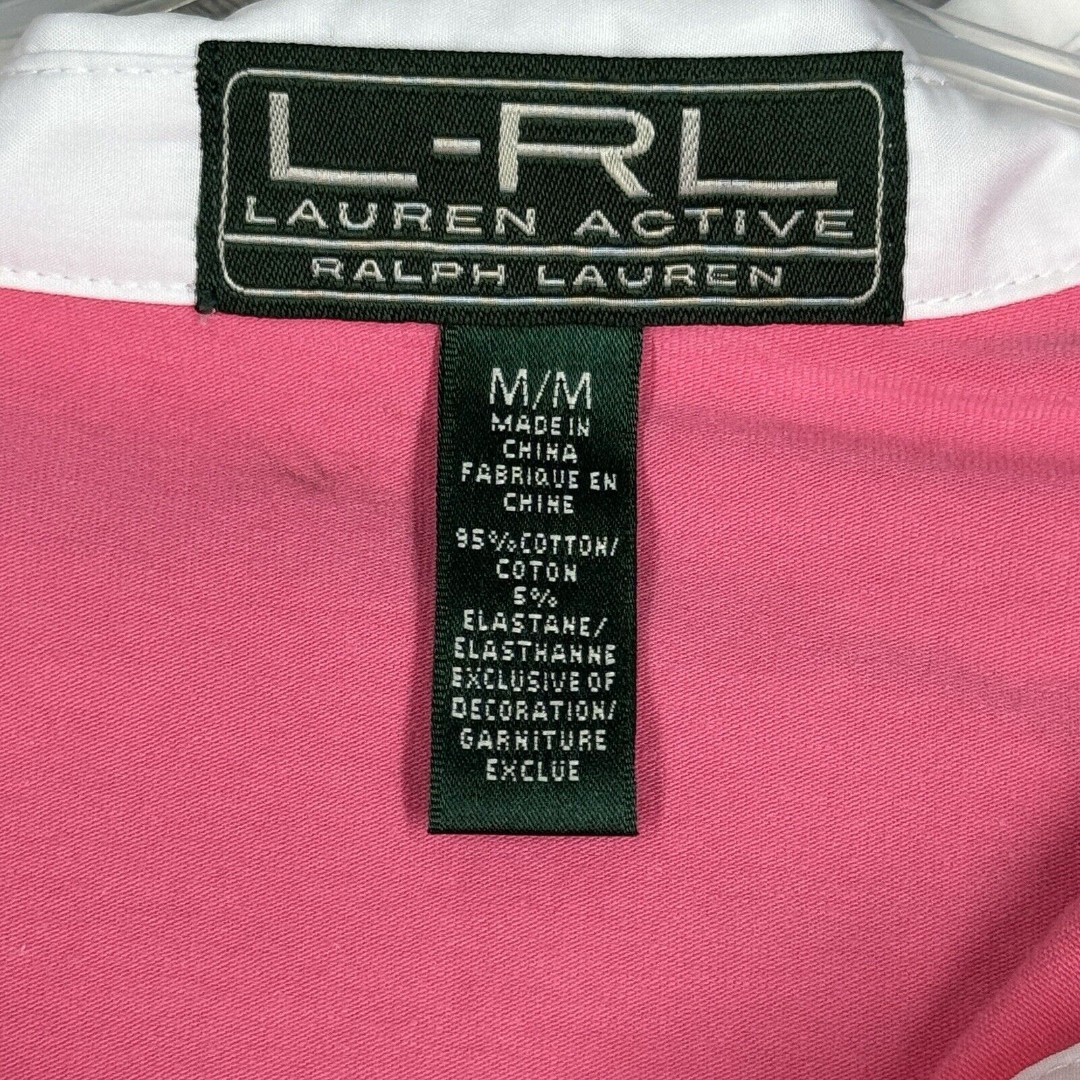 L-RL
LAUREN ACTIVE
RALPH LAUREN
M/M
MADE IN
CHINA
FABRIQUE EN
CHINE
95% COTTON/
COTON
5%
ELASTANE/
ELASTHANNE
EXCLUSIVE OF
DECORATION/
GARNITURE
EXCLUE